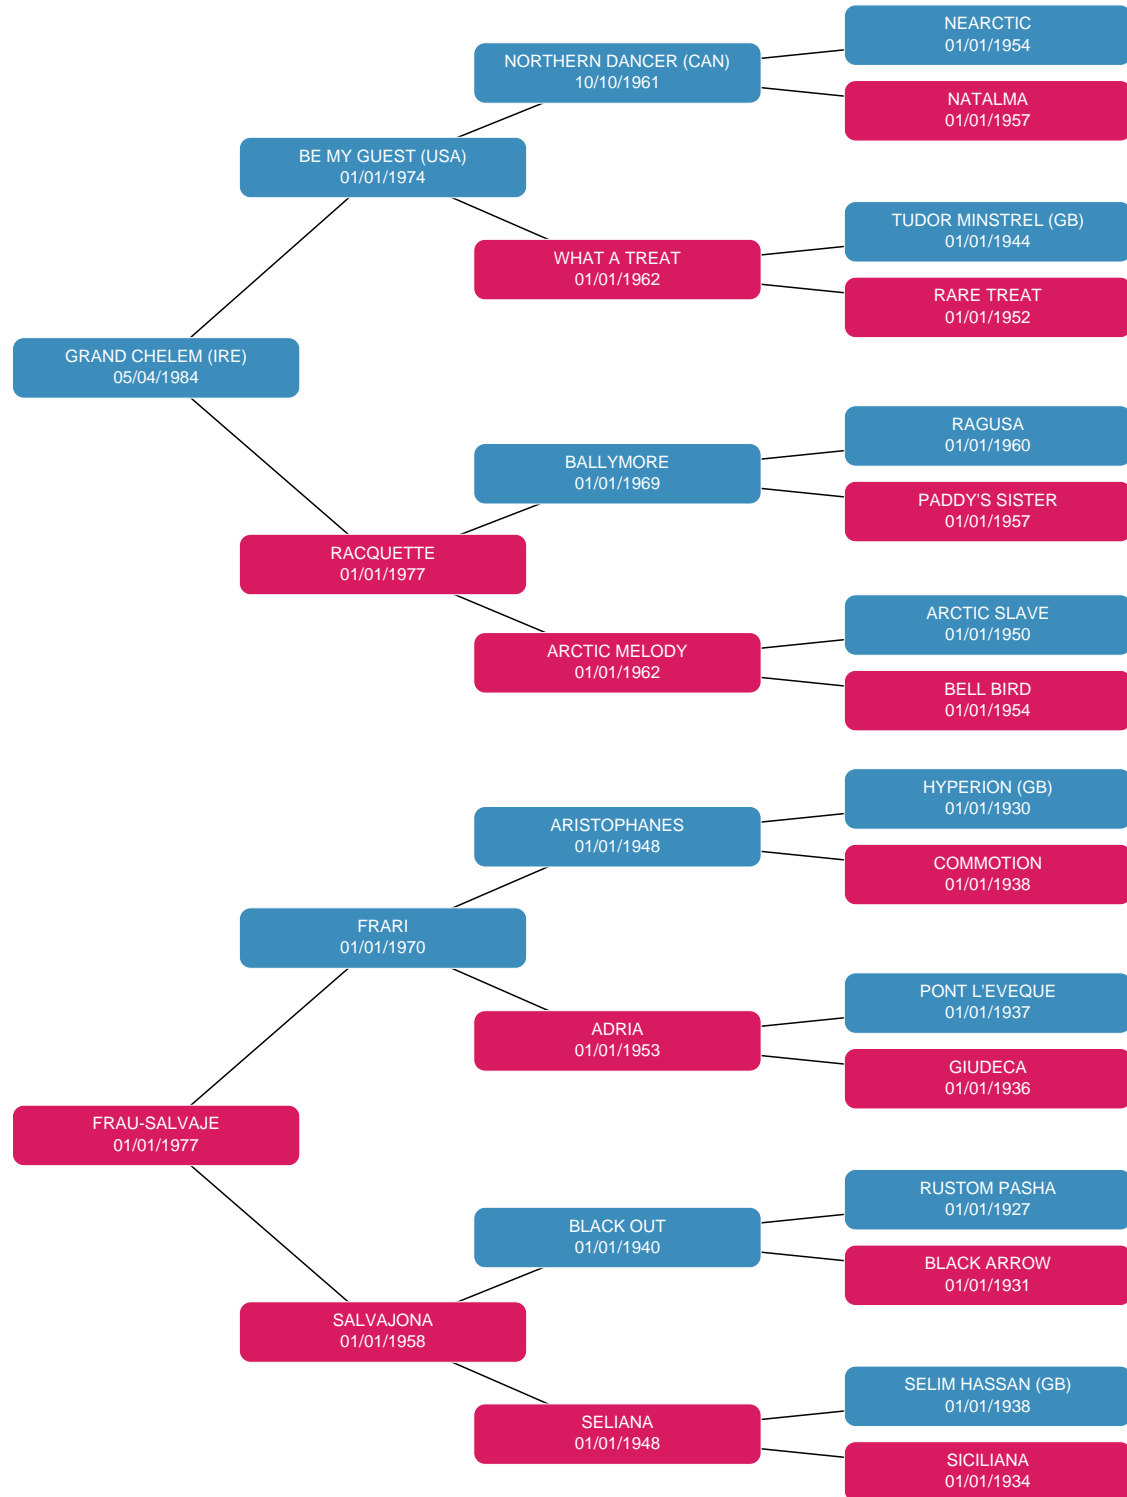 NEARCTIC
01/01/1954
NORTHERN DANCER (CAN)
10/10/1961
NATALMA
01/01/1957
BE MY GUEST (USA)
01/01/1974
TUDOR MINSTREL (GB)
01/01/1944
WHAT A TREAT
01/01/1962
RARE TREAT
01/01/1952
GRAND CHELEM (IRE)
05/04/1984
RAGUSA
01/01/1960
BALLYMORE
01/01/1969
PADDY'S SISTER
01/01/1957
RACQUETTE
01/01/1977
ARCTIC SLAVE
01/01/1950
ARCTIC MELODY
01/01/1962
BELL BIRD
01/01/1954
HYPERION (GB)
01/01/1930
ARISTOPHANES
01/01/1948
COMMOTION
01/01/1938
FRARI
01/01/1970
PONT L'EVEQUE
01/01/1937
ADRIA
01/01/1953
GIUDECA
01/01/1936
FRAU-SALVAJE
01/01/1977
RUSTOM PASHA
01/01/1927
BLACK OUT
01/01/1940
BLACK ARROW
01/01/1931
SALVAJONA
01/01/1958
SELIM HASSAN (GB)
01/01/1938
SELIANA
01/01/1948
SICILIANA
01/01/1934